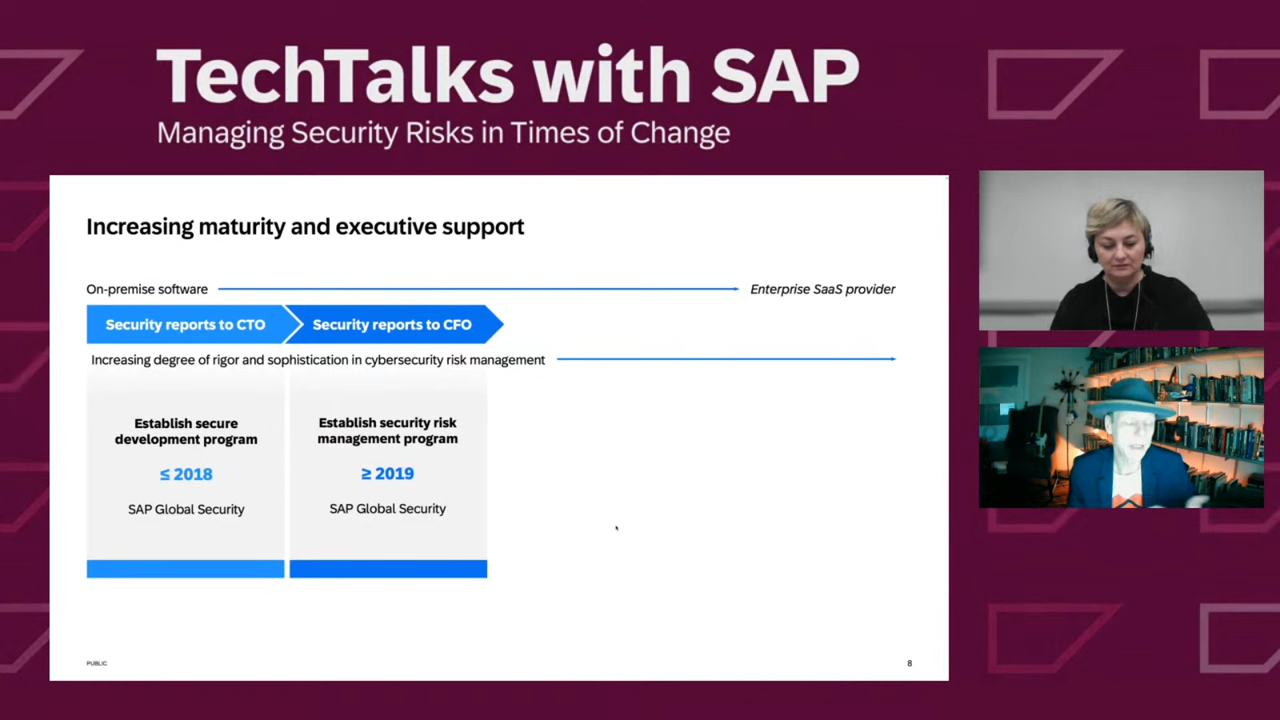 TechTalks with SAP
Managing Security Risks in Times of Change
Increasing maturity and executive support
On-premise software
Enterprise SaaS provider
Security reports to CTO
Security reports to CFO
Increasing degree of rigor and sophistication in cybersecurity risk management
Establish secure
development program
≤ 2018
SAP Global Security
Establish security risk
management program
≥ 2019
SAP Global Security
PUBLIC
8